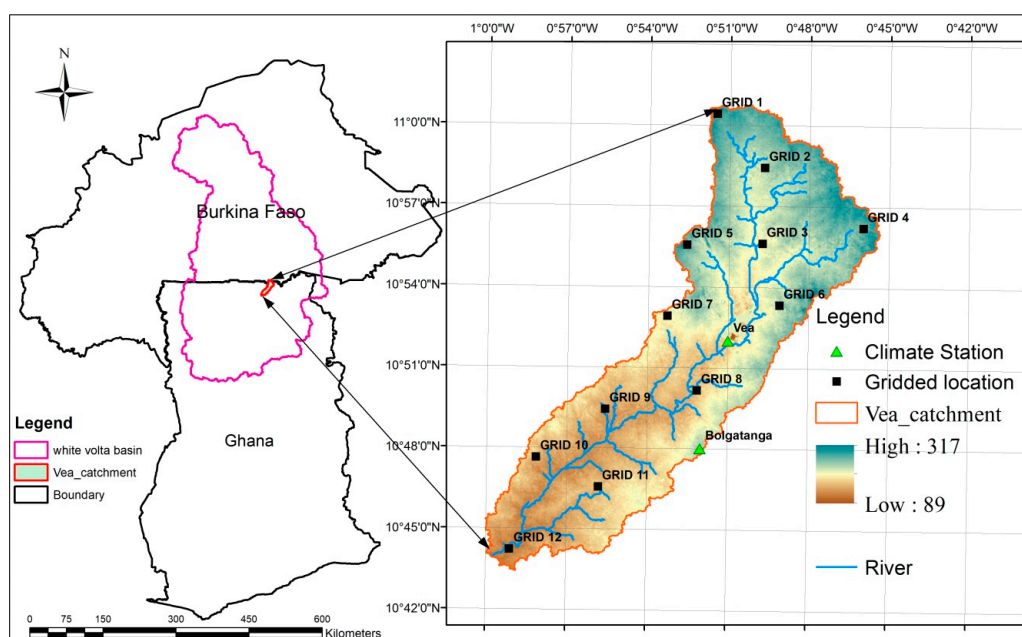 N
Burkina Faso
Ghana
Legend
white volta basin
Vea_catchment
Boundary
0 75 150 300 450 600
Kilometers
1°0'0"W 0°57'0"W 0°54'0"W 0°51'0"W 0°48'0"W 0°45'0"W 0°42'0"W
11°0'0"N
10°57'0"N
10°54'0"N
10°51'0"N
10°48'0"N
10°45'0"N
10°42'0"N
GRID 1
GRID 2
GRID 4
GRID 5
GRID 3
GRID 6
GRID 7
Vea
GRID 8
GRID 9
Bolgatanga
GRID 10
GRID 11
GRID 12
Legend
Climate Station
Gridded location
Vea_catchment
High : 317
Low : 89
River